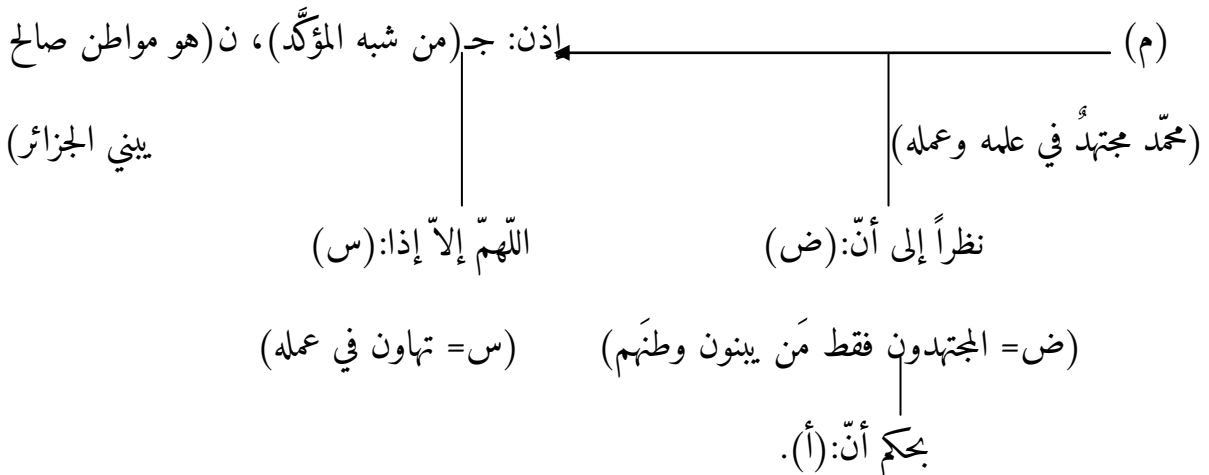 (م) إذن: جـ(من شبه المؤكَّد)، ن(هو مواطن صالح
(محمّد مجتهدٌ في علمه وعمله) يبني الجزائر)
نظراً إلى أنّ:(ض) اللّهمّ إلاّ إذا:(س)
(ض= المجتهدون فقط مَن يبنون وطنَهم) (س= تهاون في عمله)
بحكم أنّ:(أ).